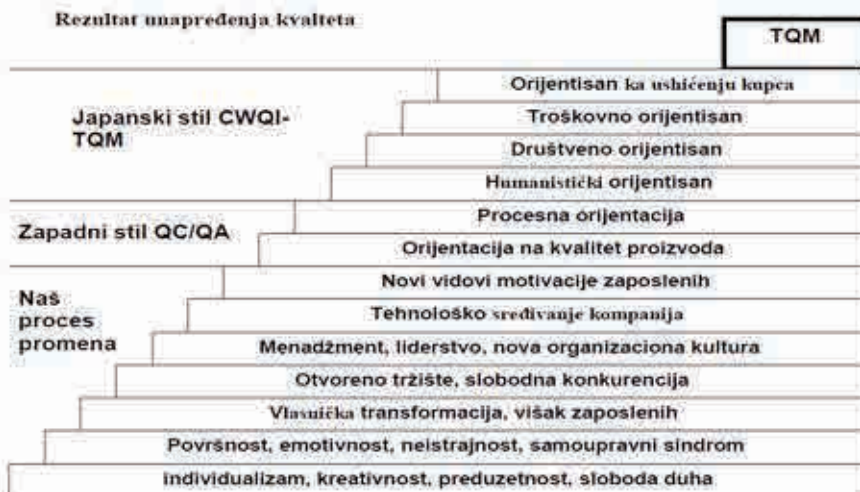 Rezultat unapređenja kvalteta
TQM
Orijentisan ka ushićenju kupca
Japanski stil CWQI-
TQM
Troškovno orijentisan
Društveno orijentisan
Humanistički orijentisan
Procesna orijentacija
Zapadni stil QC/QA
Orijentacija na kvalitet proizvoda
Novi vidovi motivacije zaposlenih
Naš
proces
promena
Tehnološko sređivanje kompanija
Menadžment, liderstvo, nova organizaciona kultura
Otvoreno tržište, slobodna konkurencija
Vlasnička transformacija, višak zaposlenih
Površnost, emotivnost, neistrajnost, samoupravni sindrom
individualizam, kreativnost, preduzetnost, sloboda duha